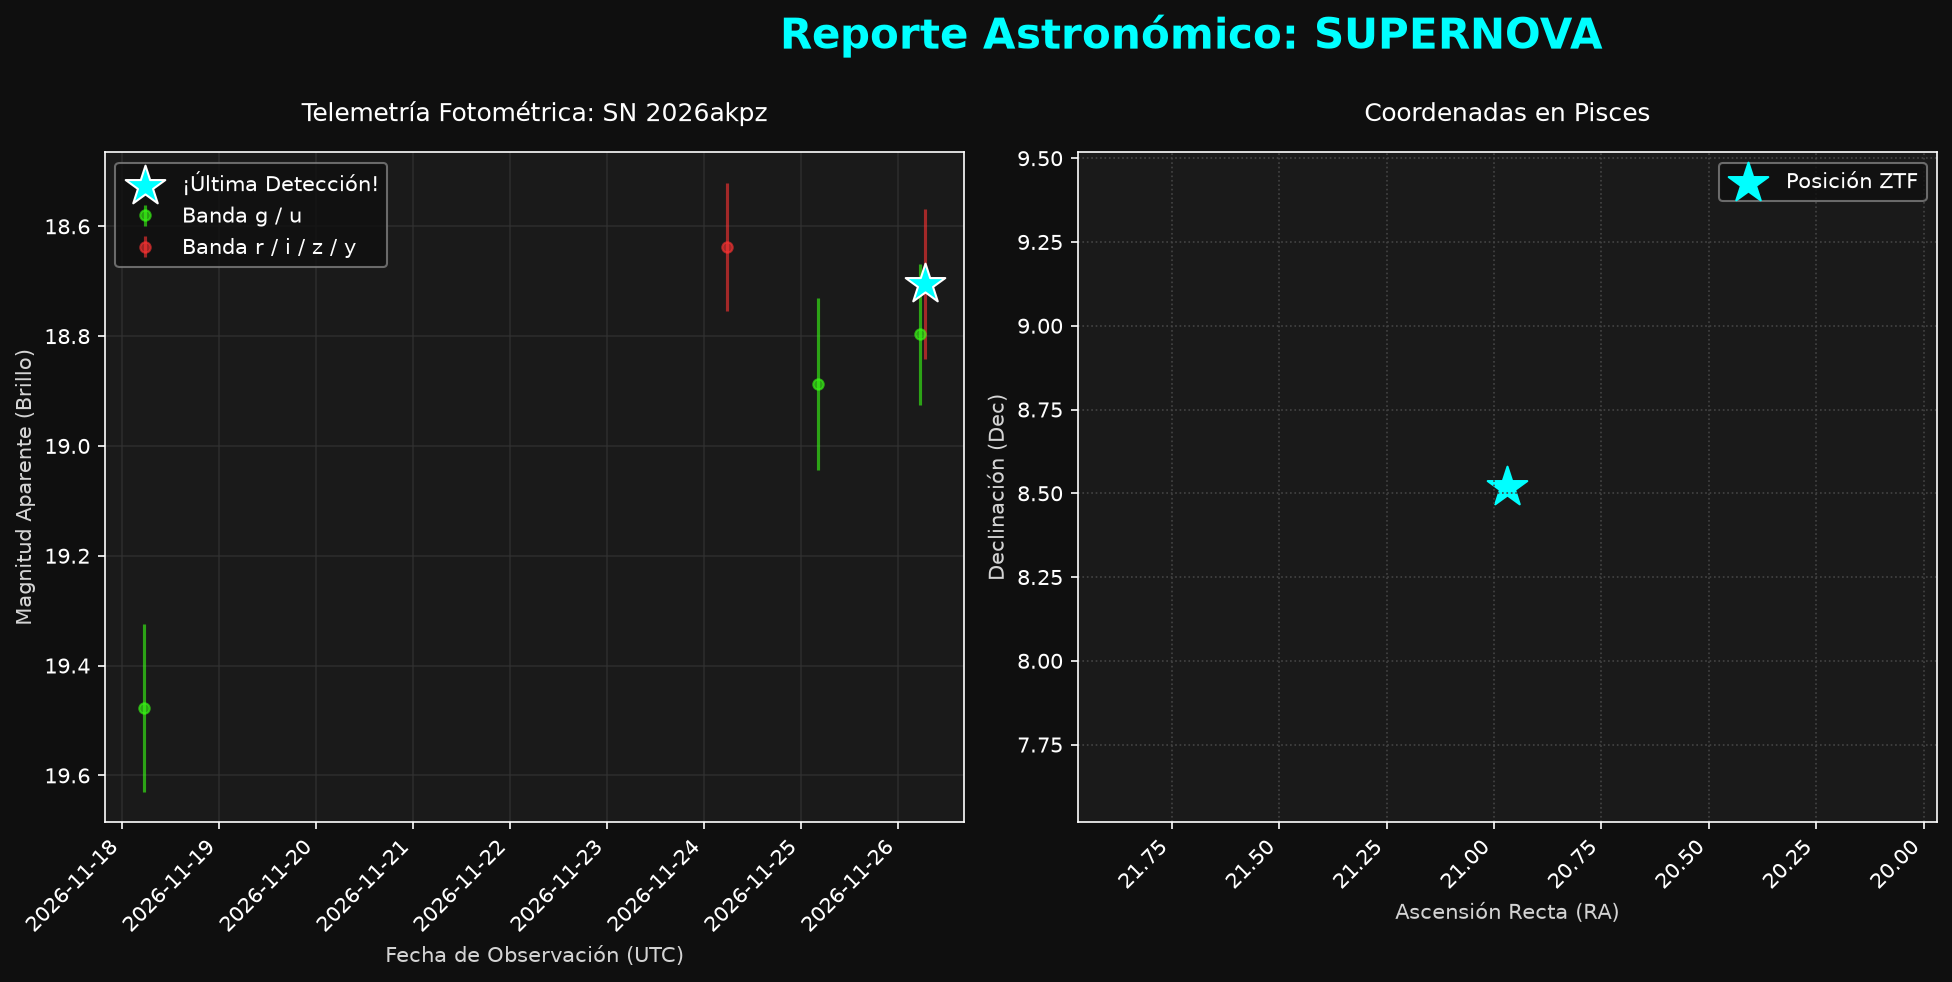 Reporte Astronómico: SUPERNOVA
Telemetría Fotométrica: SN 2026akpz
¡Última Detección!
Banda g / u
Banda r / i / z / y
Magnitud Aparente (Brillo)
18.6
18.8
19.0
19.2
19.4
19.6
2026-11-18
2026-11-19
2026-11-20
2026-11-21
2026-11-22
2026-11-23
2026-11-24
2026-11-25
2026-11-26
Fecha de Observación (UTC)
Coordenadas en Pisces
Posición ZTF
Declinación (Dec)
9.50
9.25
9.00
8.75
8.50
8.25
8.00
7.75
21.75
21.50
21.25
21.00
20.75
20.50
20.25
20.00
Ascensión Recta (RA)